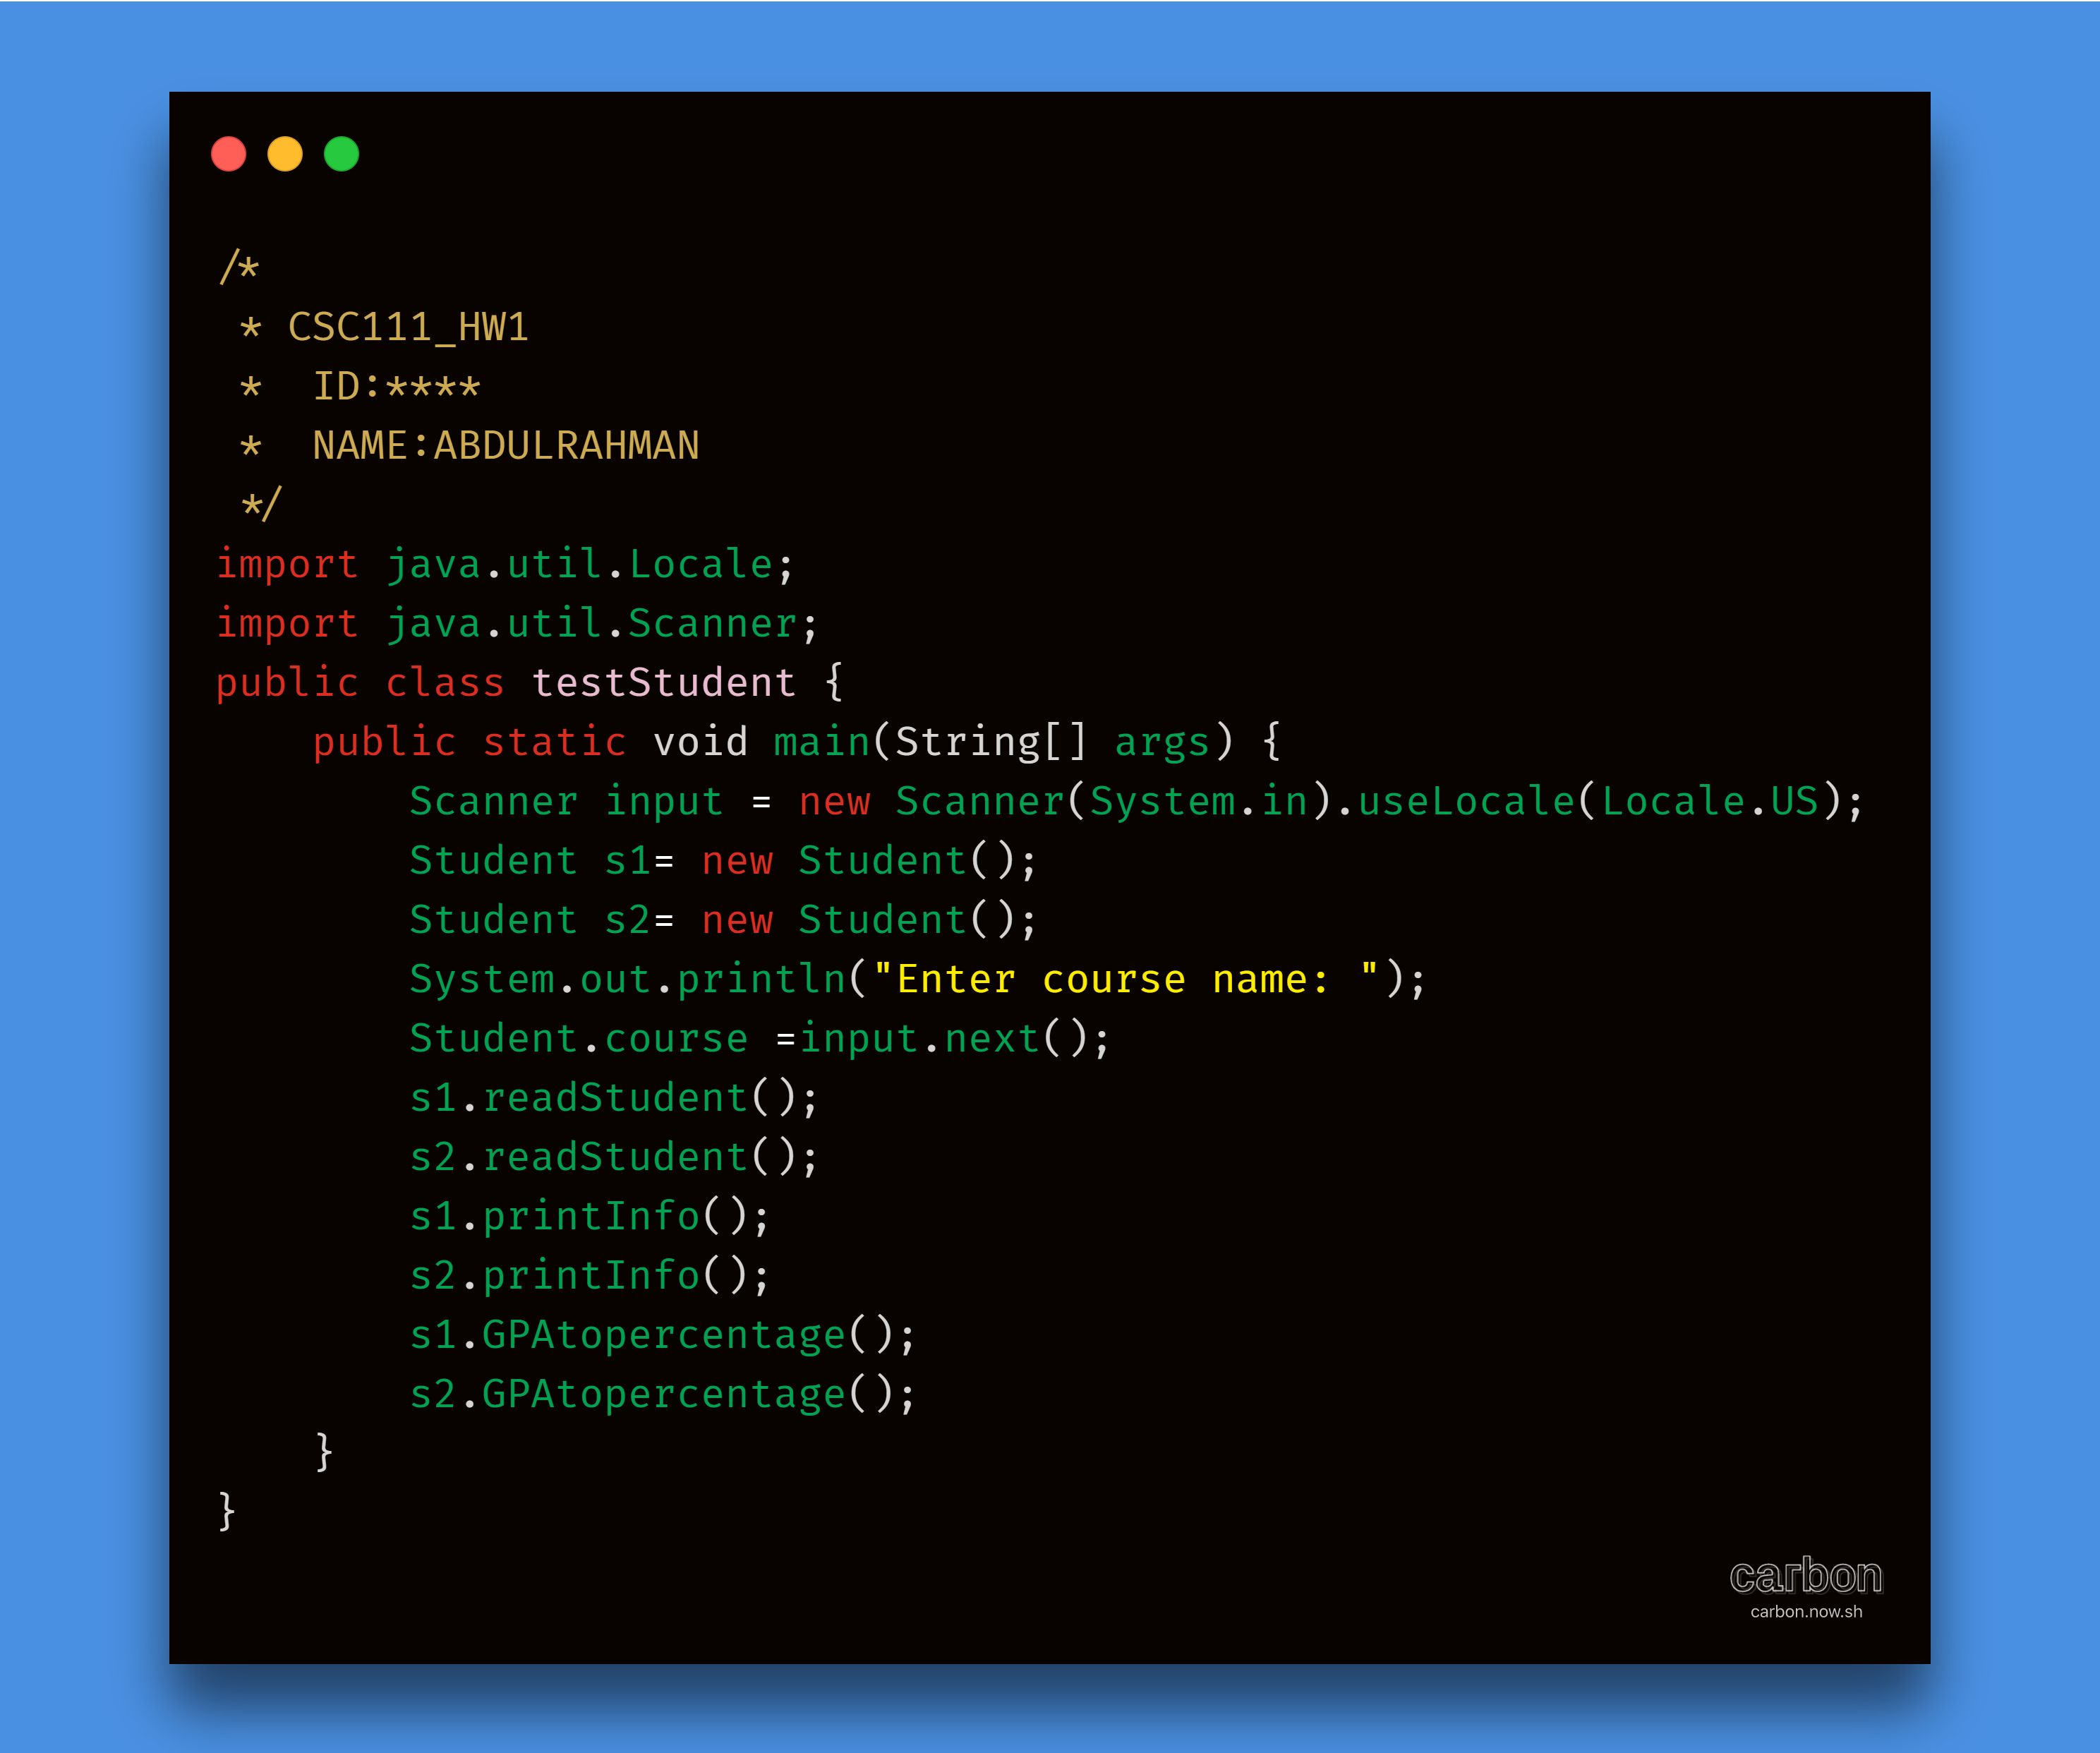 /*
 * CSC111_HW1
 *  ID:****
 *  NAME:ABDULRAHMAN
 */
import java.util.Locale;
import java.util.Scanner;
public class testStudent {
    public static void main(String[] args) {
        Scanner input = new Scanner(System.in).useLocale(Locale.US);
        Student s1= new Student();
        Student s2= new Student();
        System.out.println("Enter course name: ");
        Student.course =input.next();
        s1.readStudent();
        s2.readStudent();
        s1.printInfo();
        s2.printInfo();
        s1.GPAtopercentage();
        s2.GPAtopercentage();
    }
}
carbon
carbon.now.sh